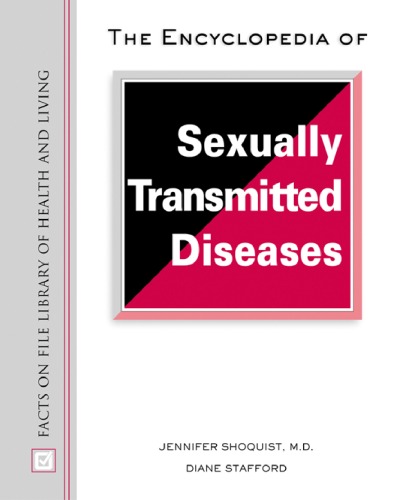 THE ENCYCLOPEDIA OF
Sexually
Transmitted
Diseases
FACTS ON FILE LIBRARY OF HEALTH AND LIVING
JENNIFER SHOQUIST, M.D.
DIANE STAFFORD